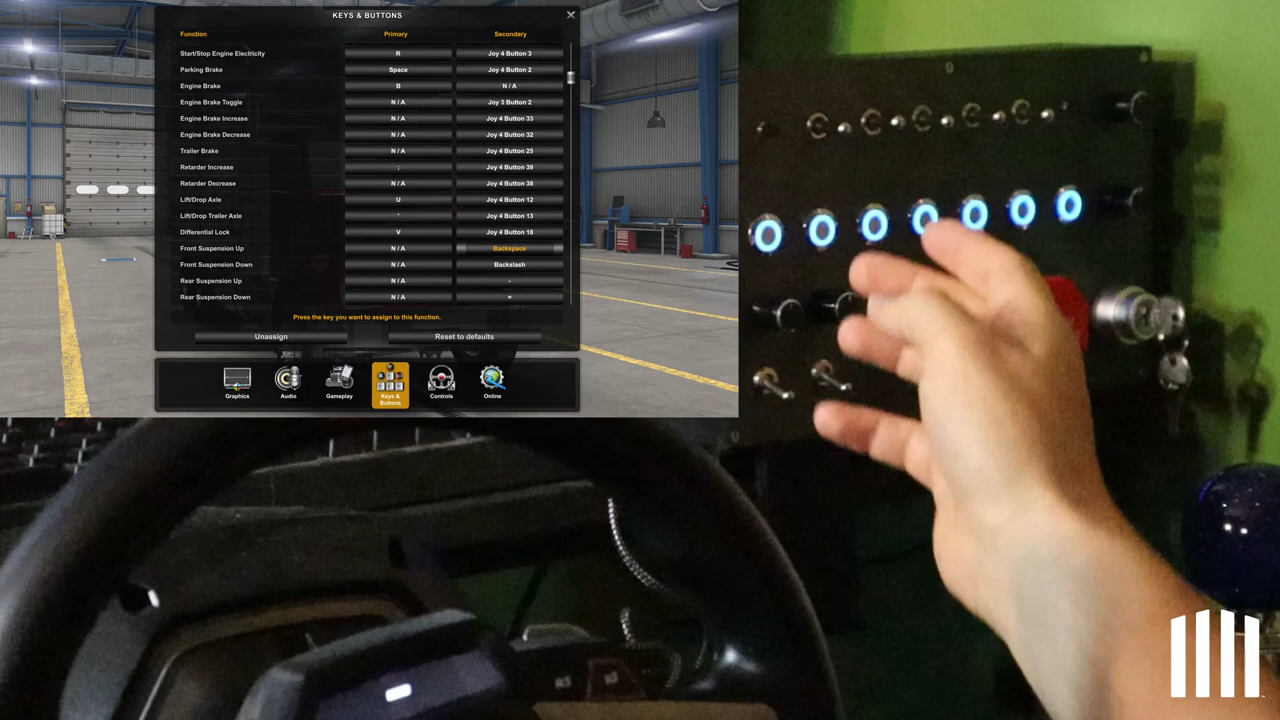 KEYS & BUTTONS
Function Primary Secondary
Start/Stop Engine Electricity R Joy 4 Button 3
Parking Brake Space Joy 4 Button 2
Engine Brake B N / A
Engine Brake Toggle N / A Joy 3 Button 2
Engine Brake Increase N / A Joy 4 Button 33
Engine Brake Decrease N / A Joy 4 Button 32
Trailer Brake N / A Joy 4 Button 25
Retarder Increase ; Joy 4 Button 39
Retarder Decrease N / A Joy 4 Button 38
Lift/Drop Axle U Joy 4 Button 12
Lift/Drop Trailer Axle ' Joy 4 Button 13
Differential Lock V Joy 4 Button 18
Front Suspension Up N / A Backspace
Front Suspension Down N / A Backslash
Rear Suspension Up N / A -
Rear Suspension Down N / A =
Press the key you want to assign to this function.
Unassign Reset to defaults
Graphics Audio Gameplay Keys & Controls Online
Buttons